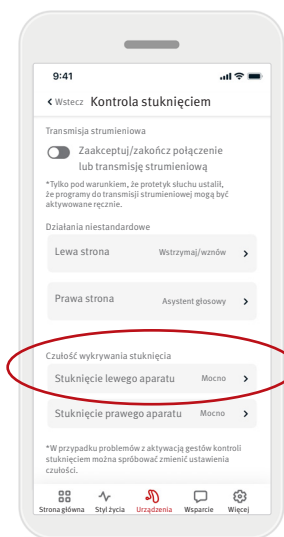 9:41
Wstecz Kontrola stuknięciem
Transmisja strumieniowa
Zaakceptuj/zakończ połączenie
lub transmisję strumieniową
*Tylko pod warunkiem, że protetyk słuchu ustalił,
że programy do transmisji strumieniowej mogą być
aktywowane ręcznie.
Działania niestandardowe
Lewa strona Wstrzymaj/wznów
Prawa strona Asystent głosowy
Czułość wykrywania stuknięcia
Stuknięcie lewego aparatu Mocno
Stuknięcie prawego aparatu Mocno
*W przypadku problemów z aktywacją gestów kontroli
stuknięciem można spróbować zmienić ustawienia
czułości.
Strona główna Styl życia Urządzenia Wsparcie Więcej